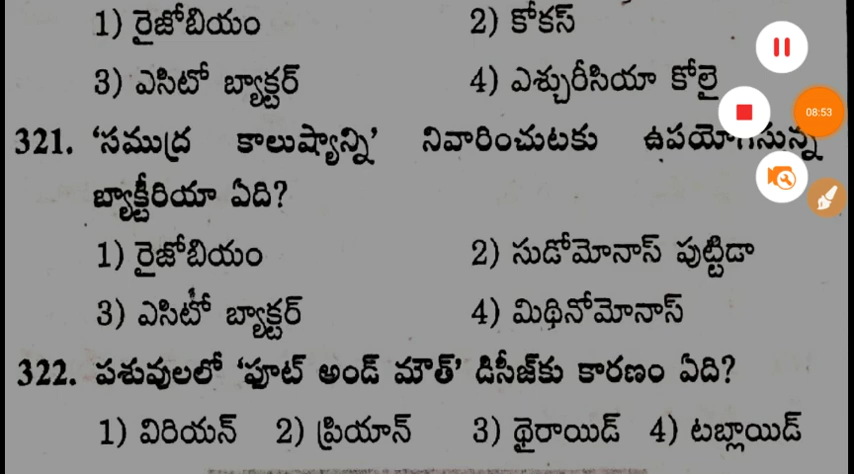 1) రైజోబియం 2) కోకస్
3) ఎసిటో బ్యాక్టర్ 4) ఎశ్చురీసియా కోలై
08:53
321. 'సముద్ర కాలుష్యాన్ని' నివారించుటకు
బ్యాక్టీరియా ఏది?
1) రైజోబియం 2) సుడోమోనాస్ పుట్టిడా
3) ఎసిటో బ్యాక్టర్ 4) మిథినోమోనాస్
322. పశువులలో 'ఫూట్ అండ్ మౌత్' డిసీజ్‌కు కారణం ఏది?
1) విరియన్ 2) ప్రియాన్ 3) థైరాయిడ్ 4) టబ్లాయిడ్